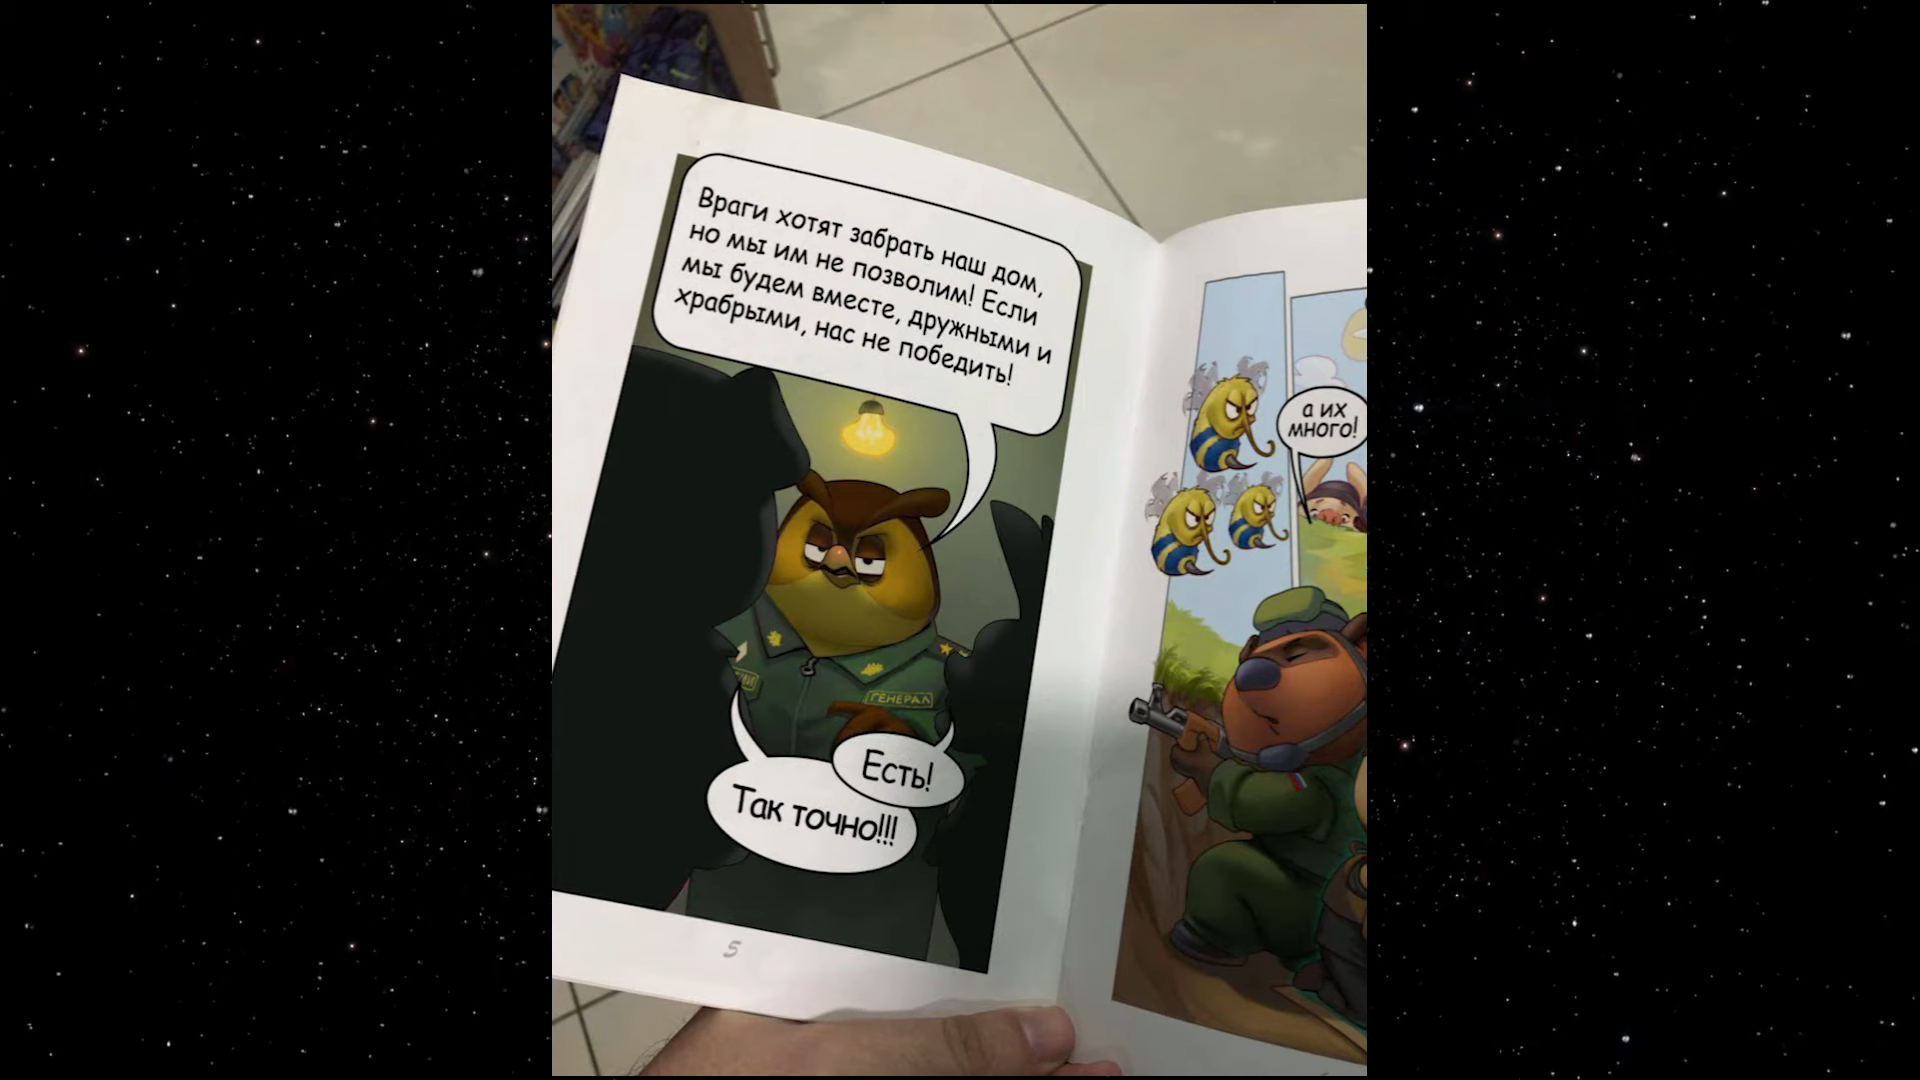 Враги хотят забрать наш дом,
но мы им не позволим! Если
мы будем вместе, дружными и
храбрыми, нас не победить!
ГЕНЕРАЛ
Есть!
Так точно!!!
5
а их
много!